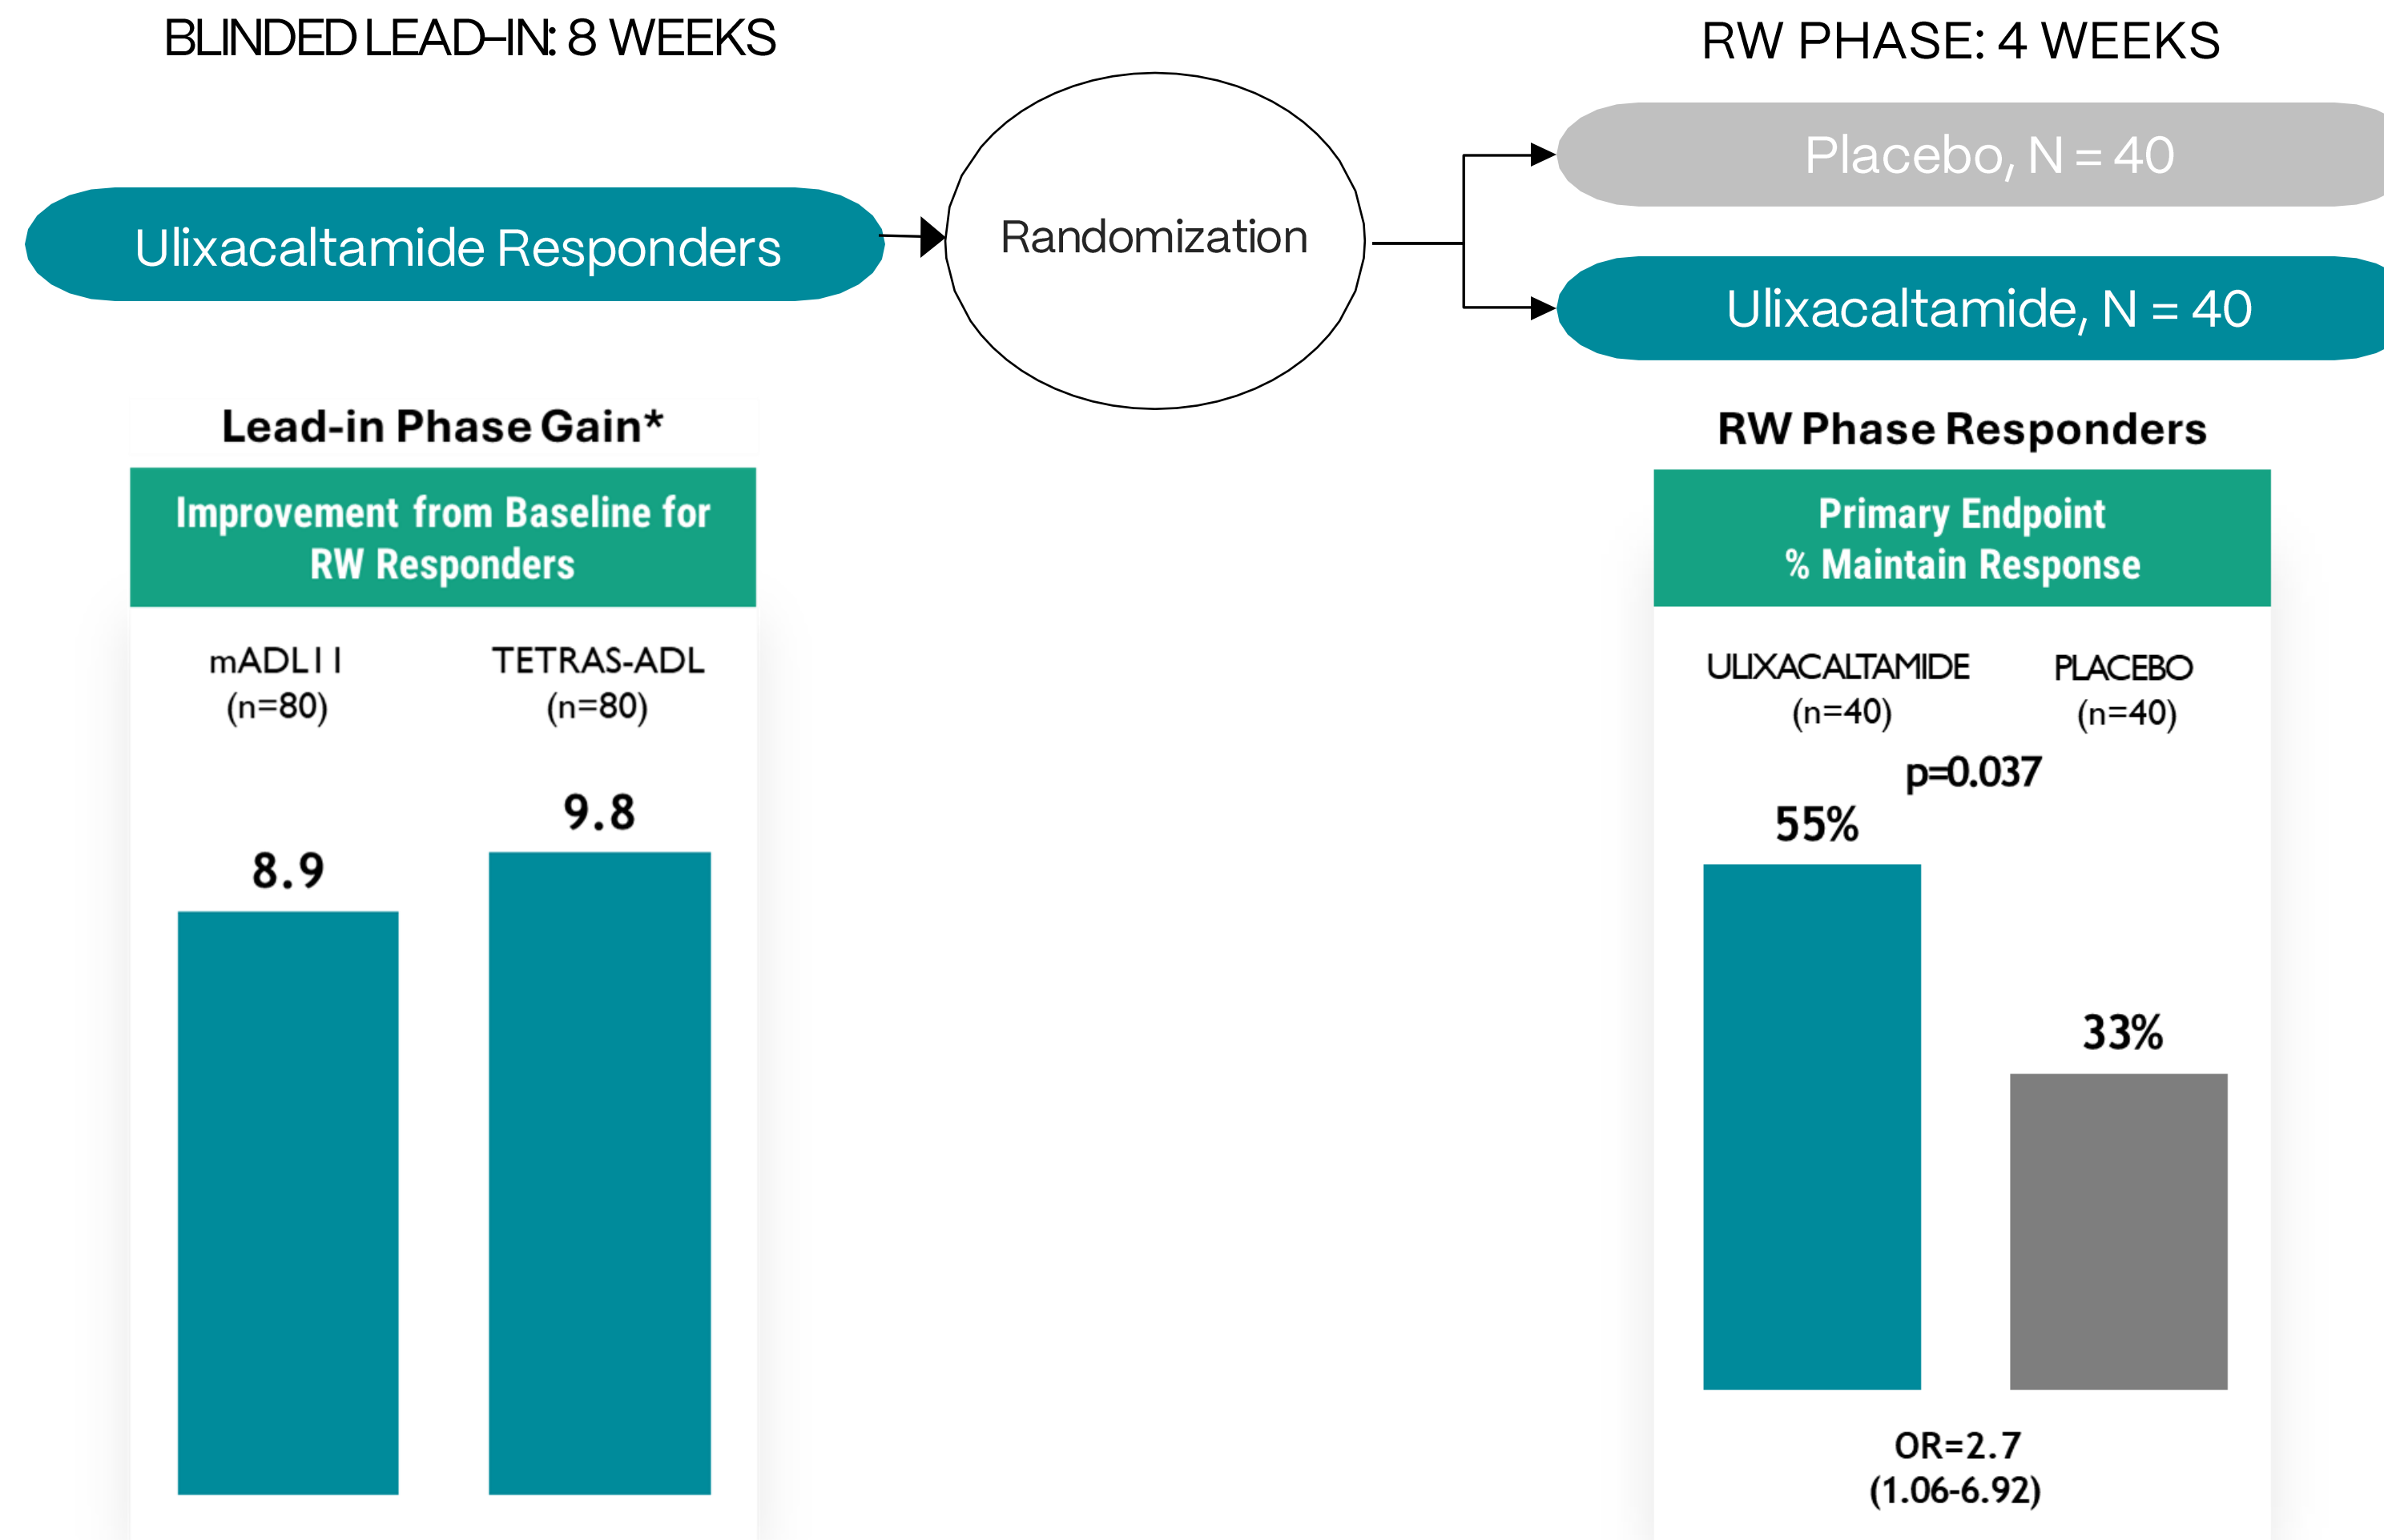 BLINDED LEAD-IN: 8 WEEKS
RW PHASE: 4 WEEKS
Ulixacaltamide Responders
Randomization
Placebo, N = 40
Ulixacaltamide, N = 40
Lead-in Phase Gain*
Improvement from Baseline for
RW Responders
mADL11
(n=80)
TETRAS-ADL
(n=80)
8.9
9.8
RW Phase Responders
Primary Endpoint
% Maintain Response
ULIXACALTAMIDE
(n=40)
PLACEBO
(n=40)
p=0.037
55%
33%
OR=2.7
(1.06-6.92)